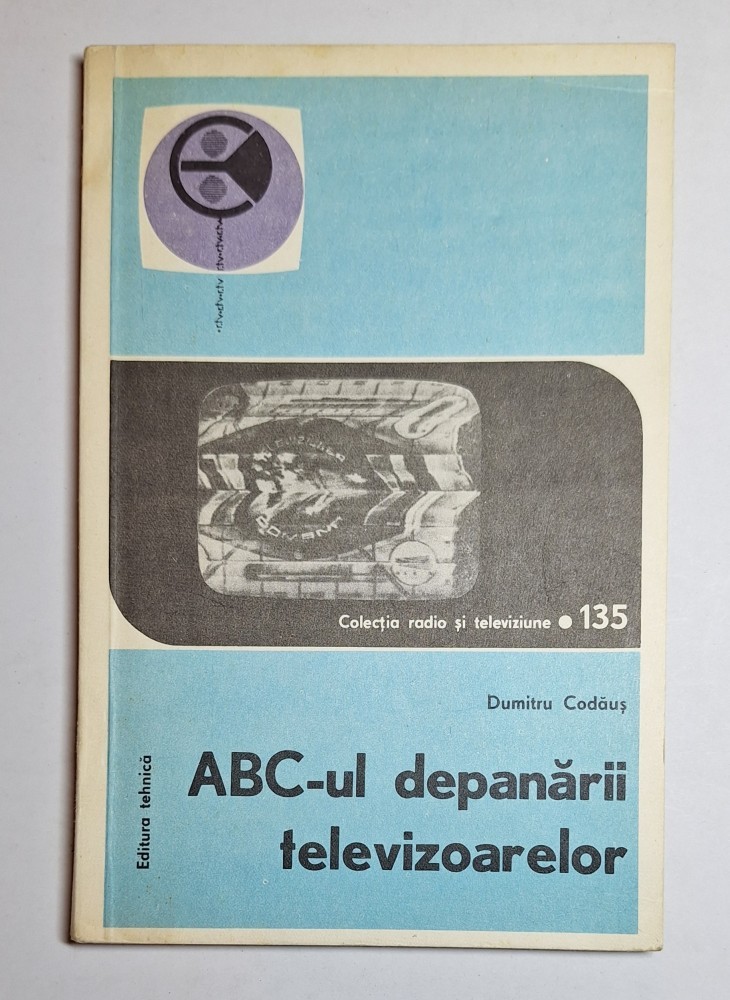 Colecția radio și televiziune • 135
Dumitru Codăuș
ABC-ul depanării
televizoarelor
Editura tehnică